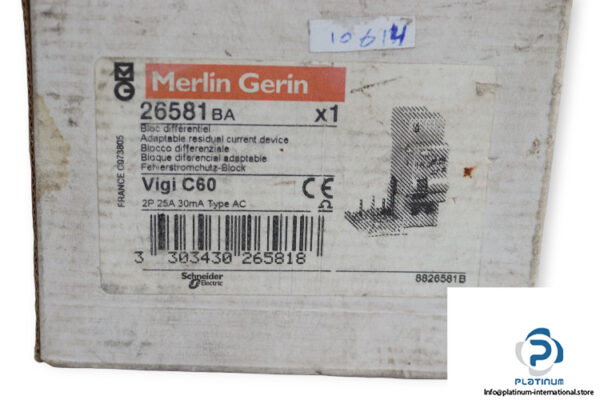 10614
Merlin Gerin
26581 BA x1
Bloc différentiel
Adaptable residual current device
Blocco differenziale
Bloque diferencial adaptable
Fehlerstromschutz-Block
Vigi C60
CE
2P 25A 30mA Type AC
FRANCE 0973805
3 303430 265818
Schneider
Electric
8826581B
PLATINUM
Info@platinum-international.store